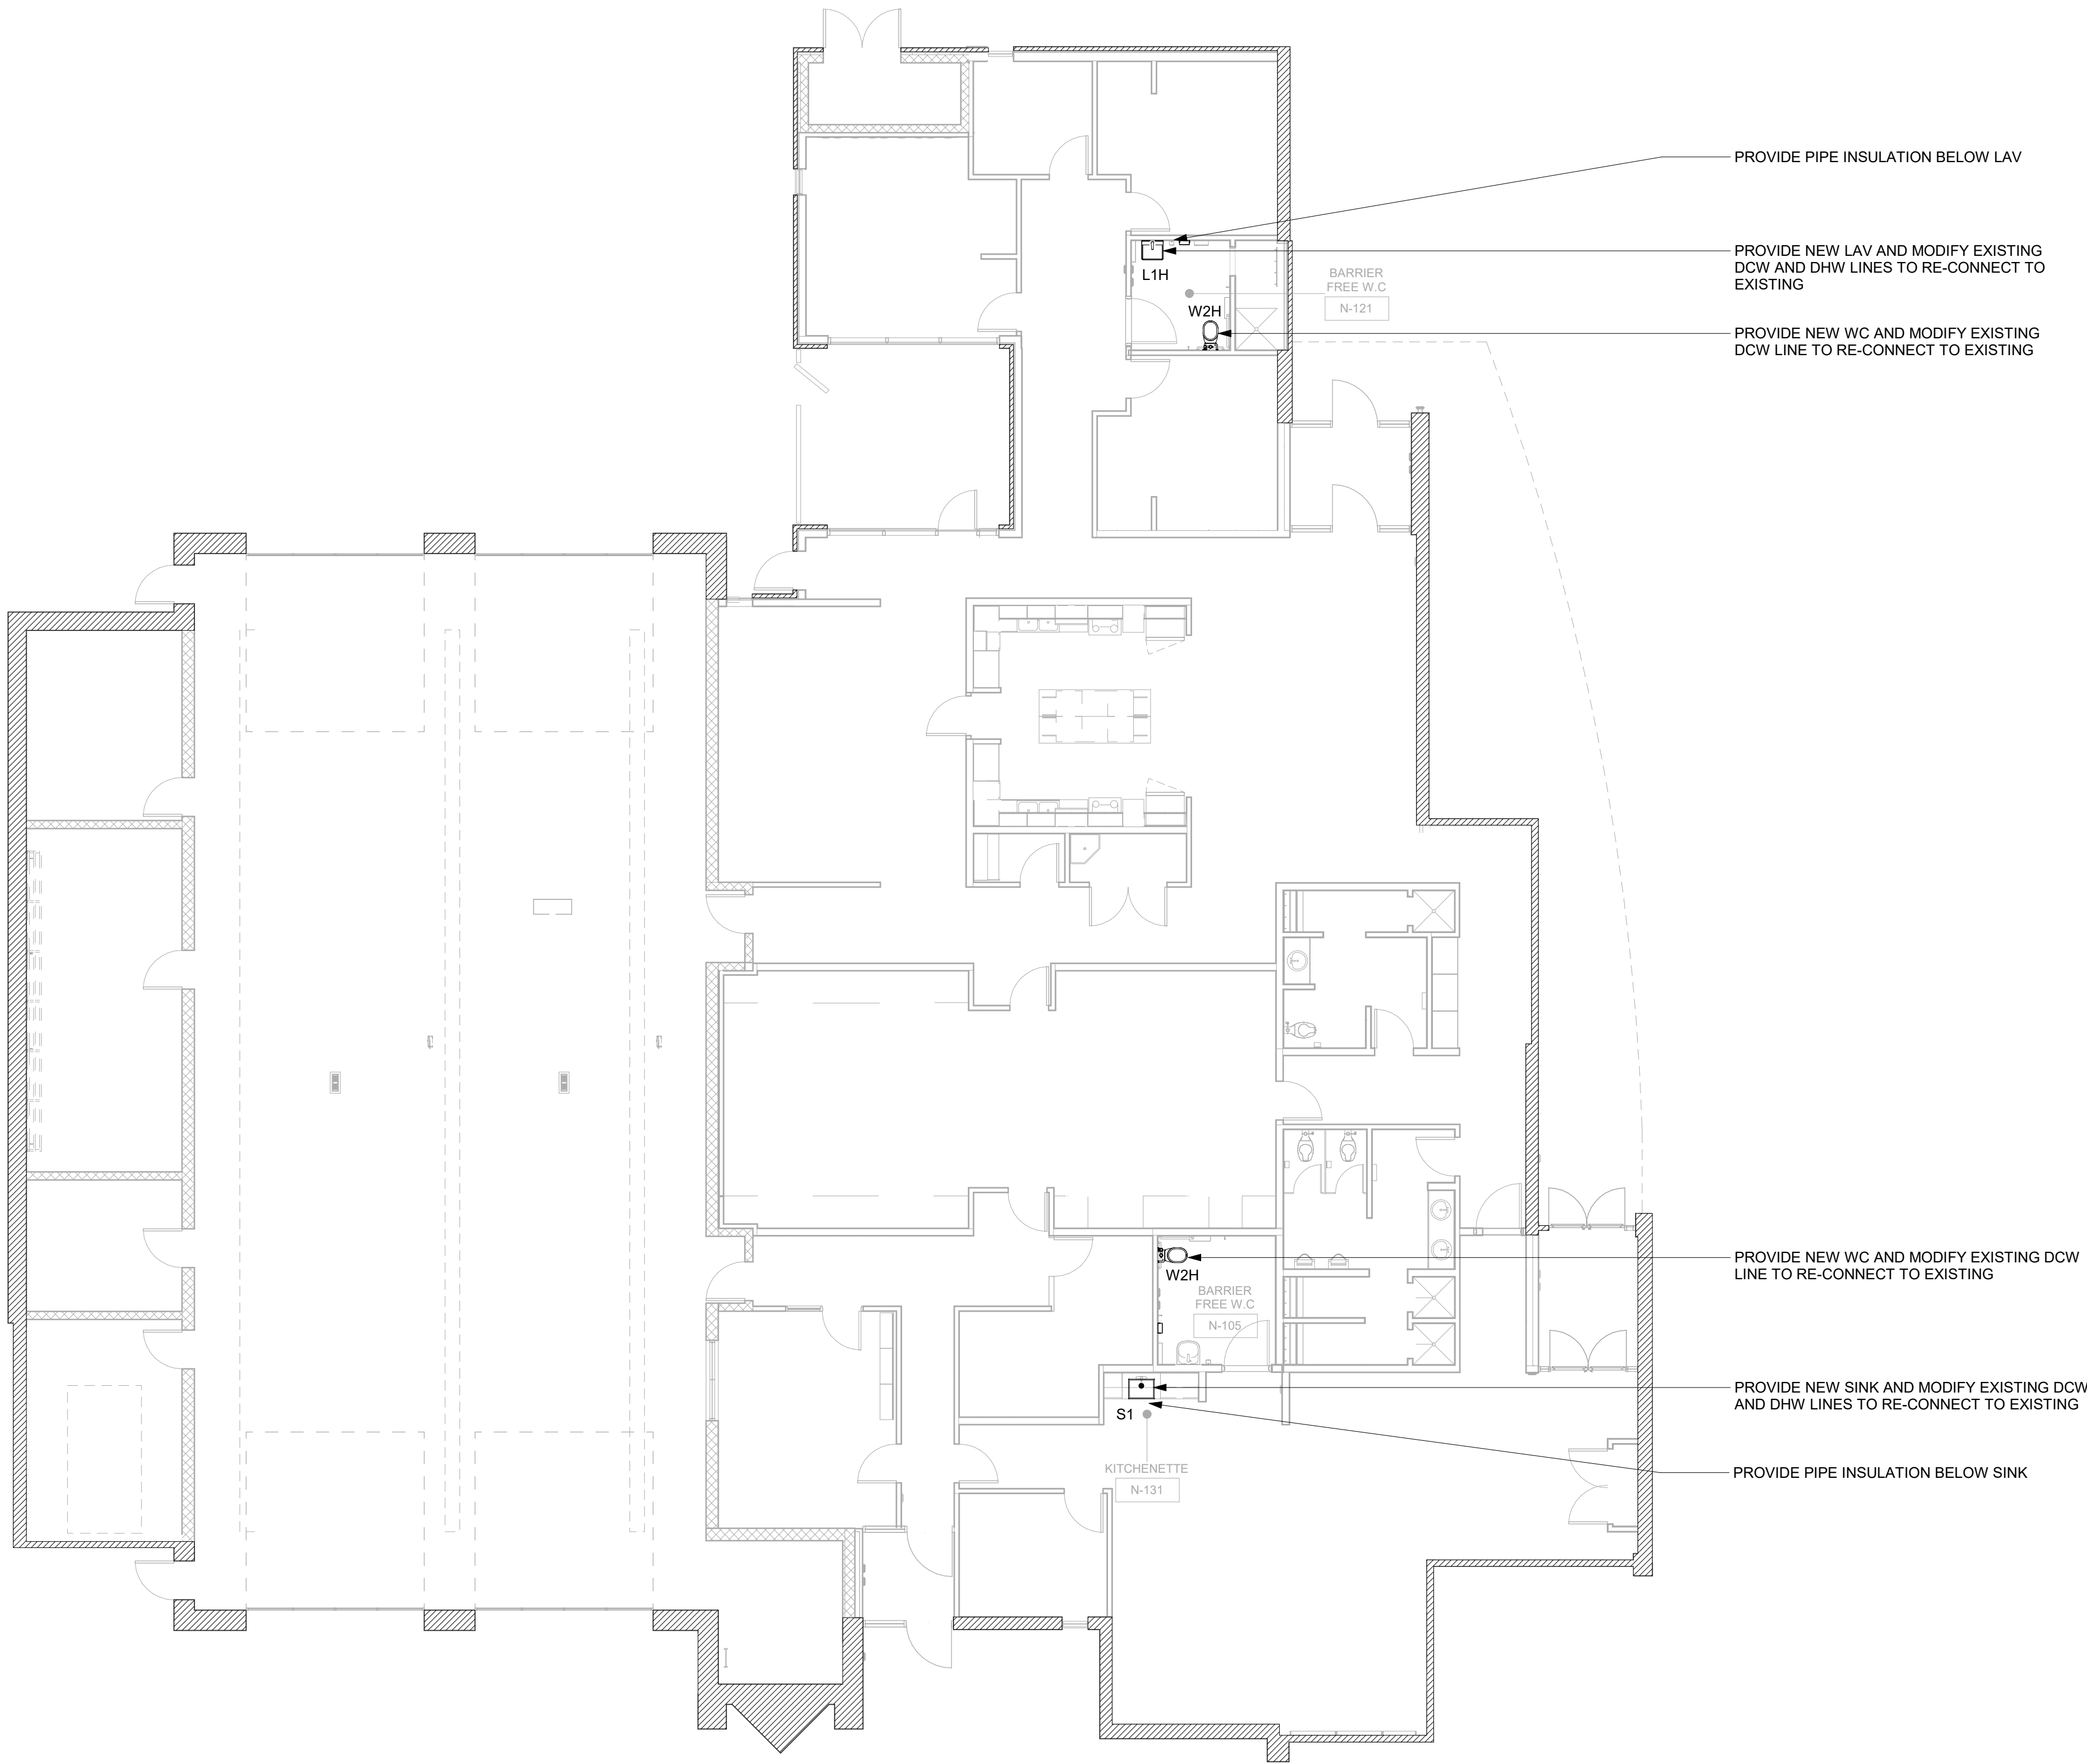 PROVIDE PIPE INSULATION BELOW LAV
PROVIDE NEW LAV AND MODIFY EXISTING
DCW AND DHW LINES TO RE-CONNECT TO
EXISTING
L1H
BARRIER
FREE W.C
N-121
W2H
PROVIDE NEW WC AND MODIFY EXISTING
DCW LINE TO RE-CONNECT TO EXISTING
PROVIDE NEW WC AND MODIFY EXISTING DCW
LINE TO RE-CONNECT TO EXISTING
W2H
BARRIER
FREE W.C
N-105
PROVIDE NEW SINK AND MODIFY EXISTING DCW
AND DHW LINES TO RE-CONNECT TO EXISTING
S1
KITCHENETTE
N-131
PROVIDE PIPE INSULATION BELOW SINK